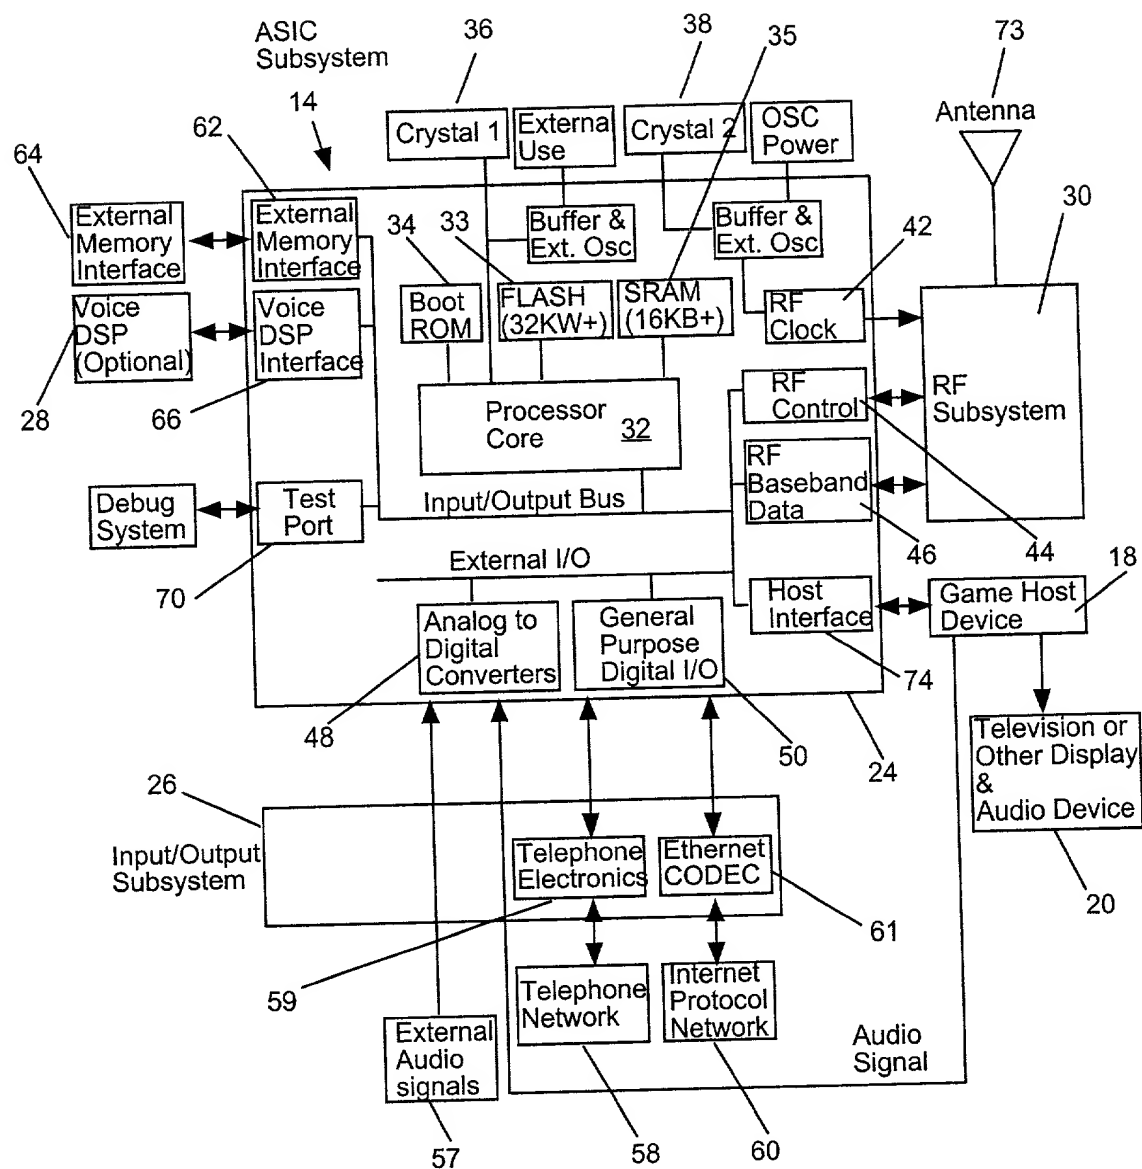 36
38
35
73
ASIC
Subsystem
14
62
64
Crystal 1
External
Use
Crystal 2
OSC
Power
Antenna
External
Memory
Interface
External
Memory
Interface
34
33
Buffer &
Ext. Osc
Buffer &
Ext. Osc
42
30
Voice
DSP
(Optional)
Voice
DSP
Interface
Boot
ROM
FLASH
(32KW+)
SRAM
(16KB+)
RF
Clock
28
66
Processor
Core
32
RF
Control
RF
Subsystem
Debug
System
Test
Port
Input/Output Bus
RF
Baseband
Data
70
46
44
18
External I/O
Host
Interface
Game Host
Device
Analog to
Digital
Converters
General
Purpose
Digital I/O
74
48
50
24
Television or
Other Display
&
Audio Device
26
Input/Output
Subsystem
Telephone
Electronics
Ethernet
CODEC
20
61
59
Telephone
Network
Internet
Protocol
Network
External
Audio
signals
Audio
Signal
57
58
60